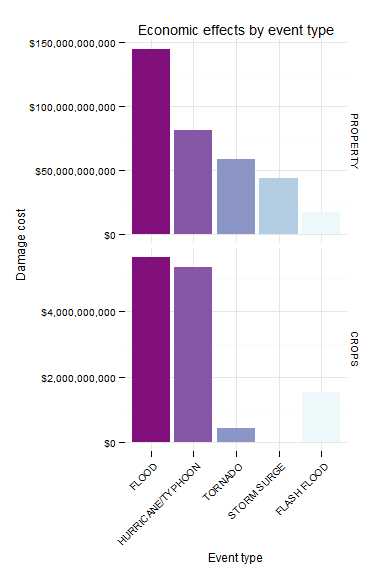 Economic effects by event type
$150,000,000,000
$100,000,000,000
$50,000,000,000
$0
PROPERTY
Damage cost
$4,000,000,000
$2,000,000,000
$0
CROPS
FLOOD
HURRICANE/TYPHOON
TORNADO
STORM SURGE
FLASH FLOOD
Event type